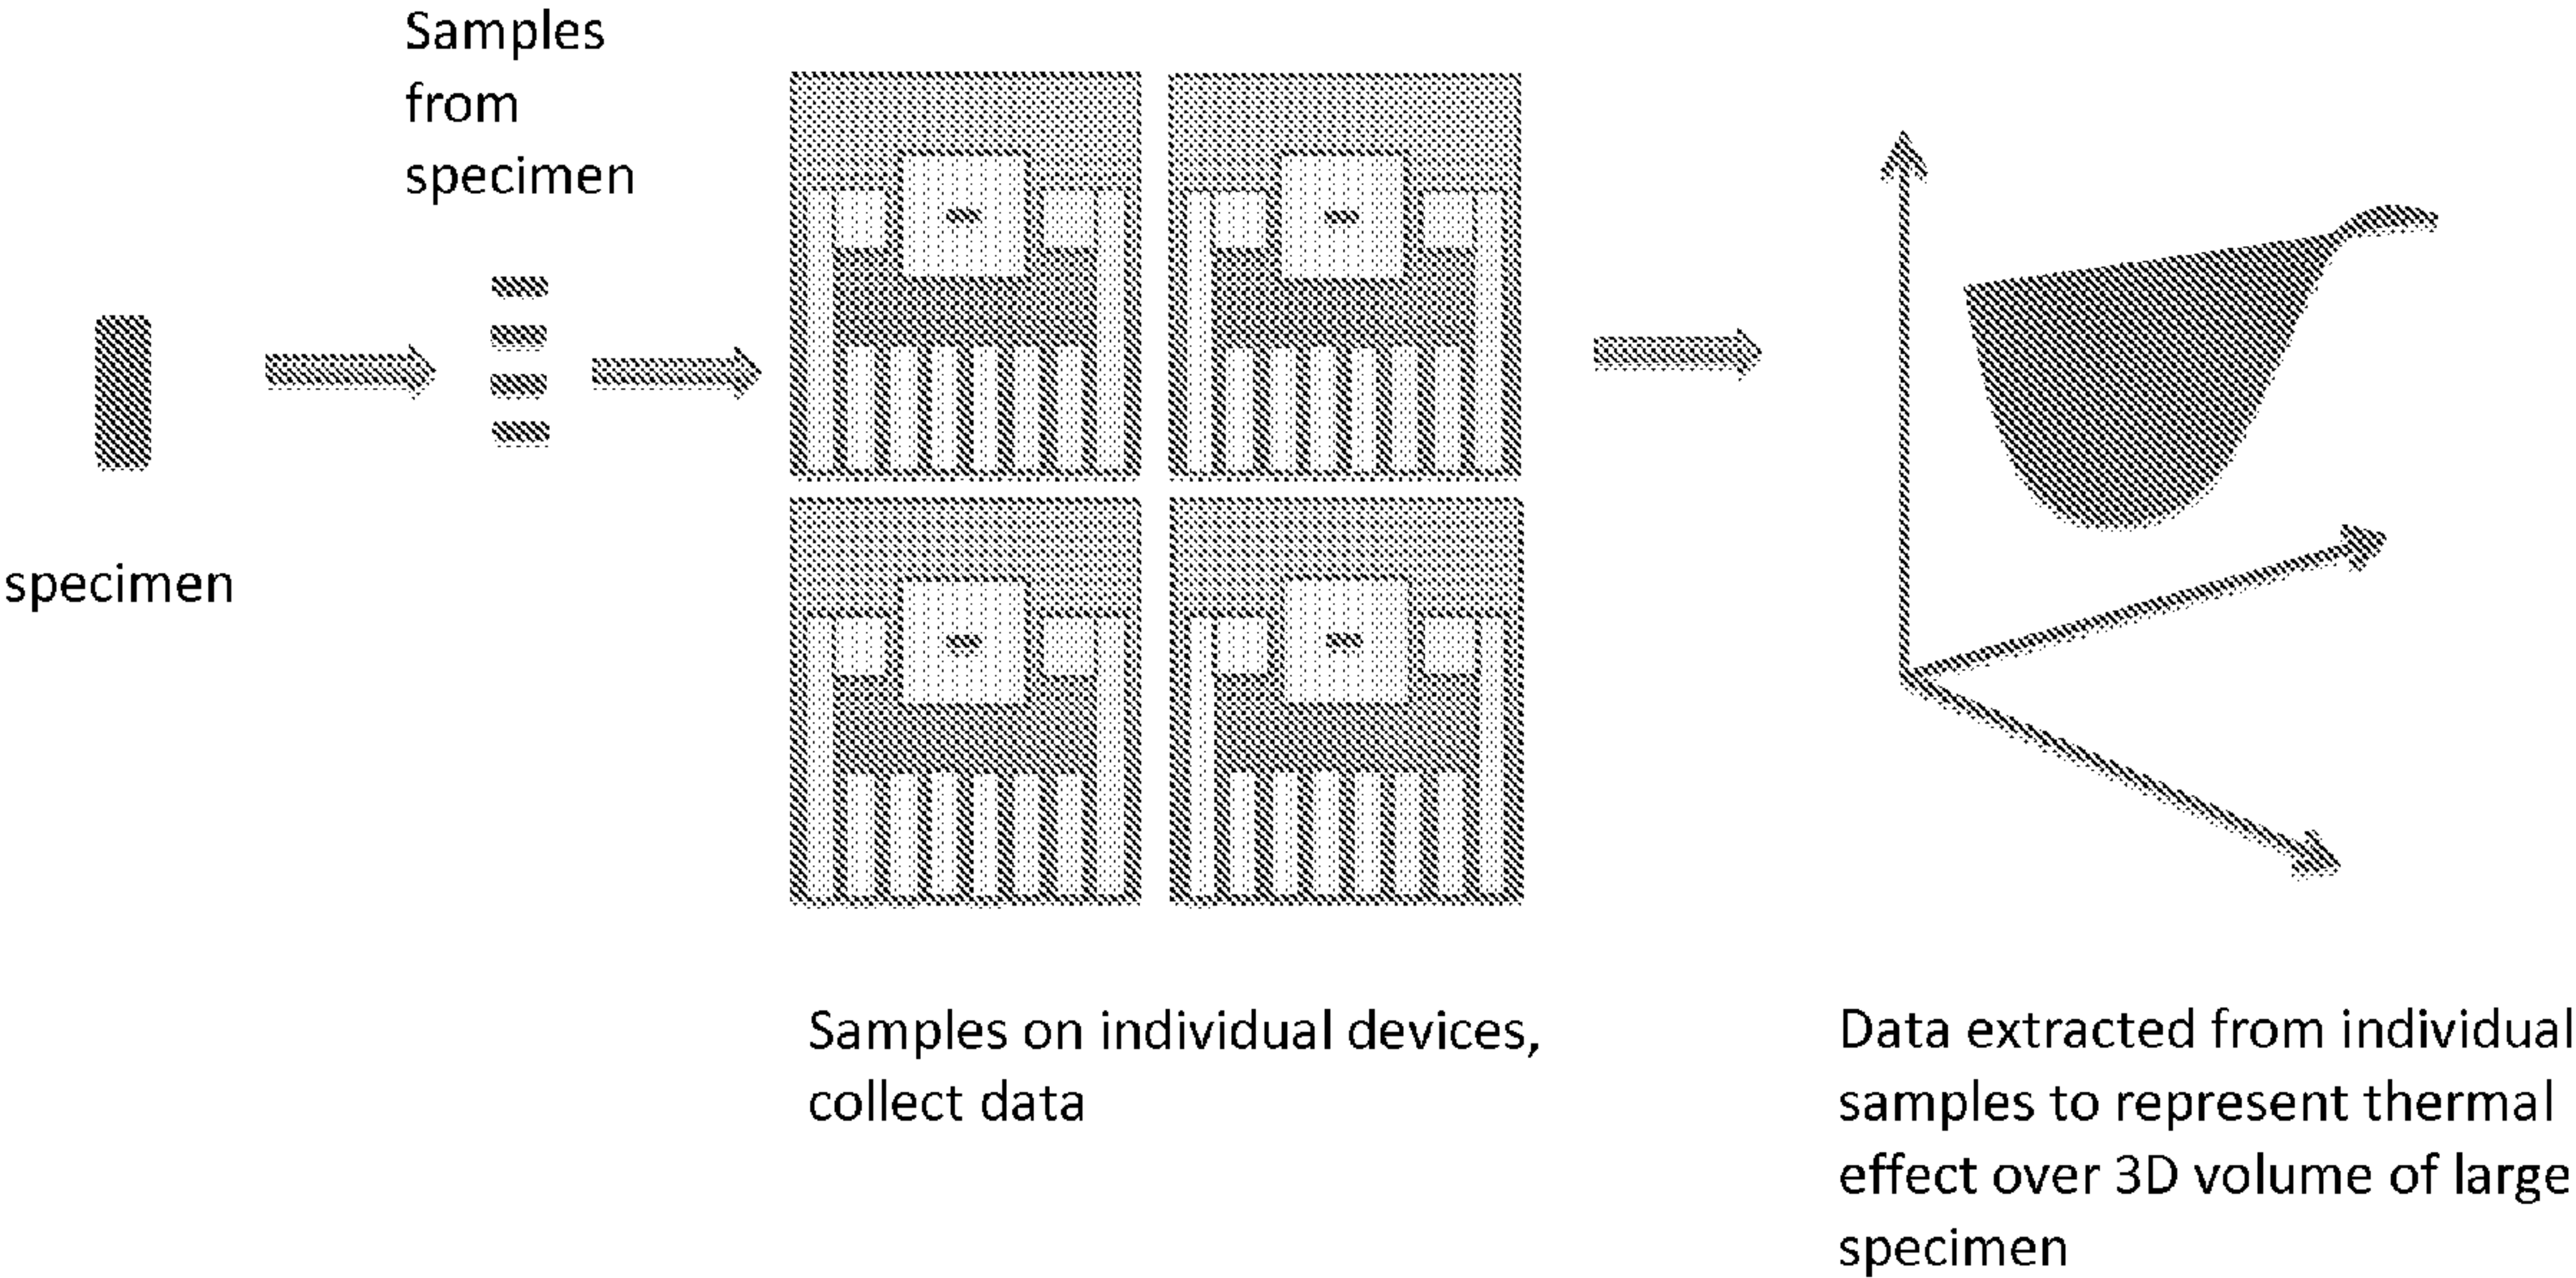 Samples
from
specimen
specimen
Samples on individual devices,
collect data
Data extracted from individual
samples to represent thermal
effect over 3D volume of large
specimen